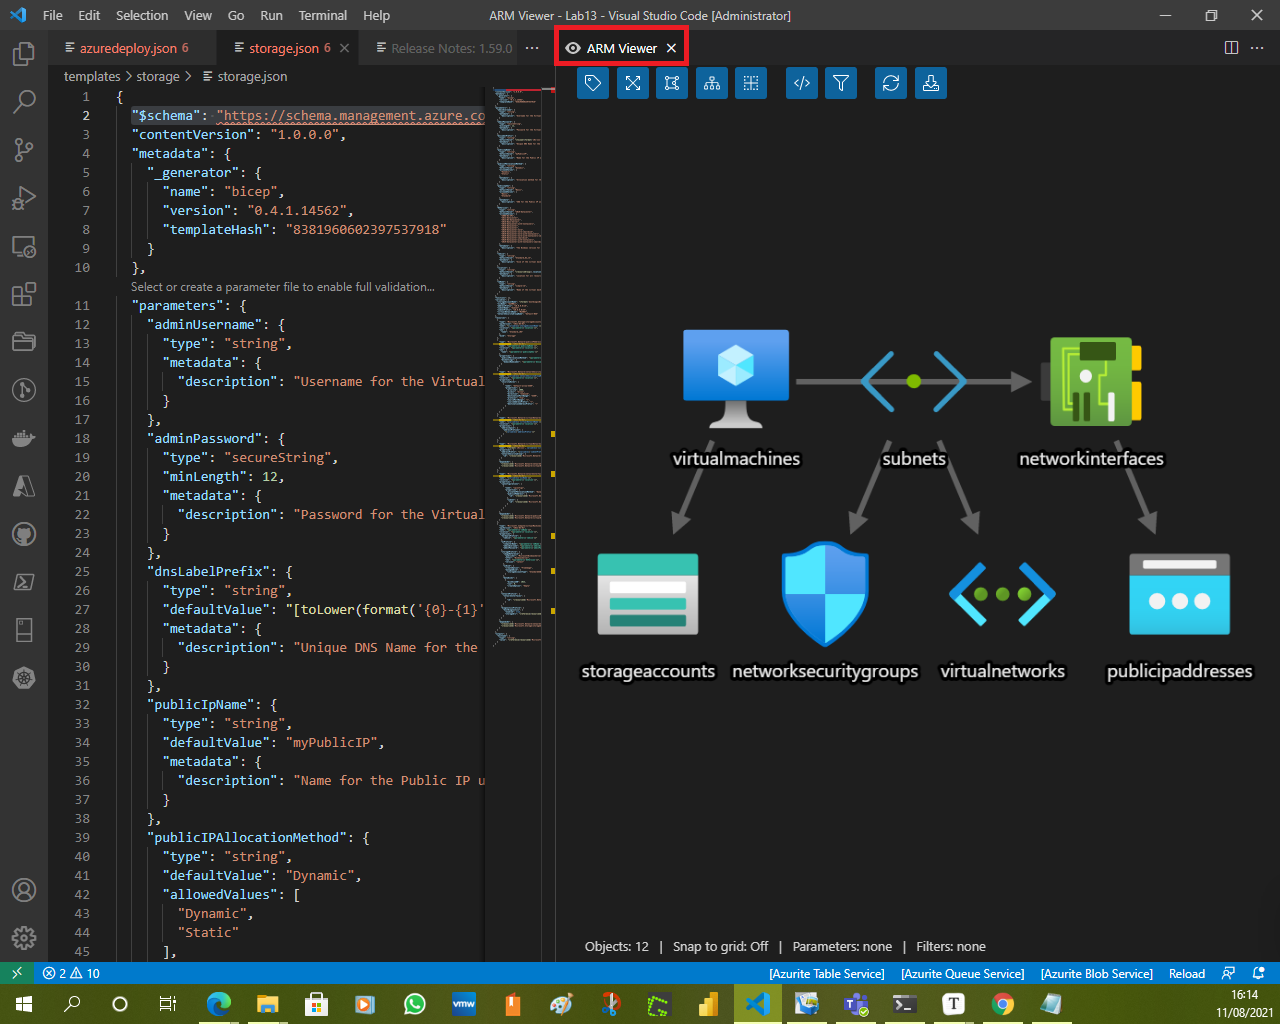 File Edit Selection View Go Run Terminal Help
ARM Viewer - Lab13 - Visual Studio Code [Administrator]
azuredeploy.json 6
storage.json 6
Release Notes: 1.59.0
ARM Viewer
templates > storage > storage.json
1 {
2 "$schema": "https://schema.management.azure.co
3 "contentVersion": "1.0.0.0",
4 "metadata": {
5 "_generator": {
6 "name": "bicep",
7 "version": "0.4.1.14562",
8 "templateHash": "8381960602397537918"
9 }
10 },
Select or create a parameter file to enable full validation...
11 "parameters": {
12 "adminUsername": {
13 "type": "string",
14 "metadata": {
15 "description": "Username for the Virtual
16 }
17 },
18 "adminPassword": {
19 "type": "secureString",
20 "minLength": 12,
21 "metadata": {
22 "description": "Password for the Virtual
23 }
24 },
25 "dnsLabelPrefix": {
26 "type": "string",
27 "defaultValue": "[toLower(format('{0}-{1}'
28 "metadata": {
29 "description": "Unique DNS Name for the
30 }
31 },
32 "publicIpName": {
33 "type": "string",
34 "defaultValue": "myPublicIP",
35 "metadata": {
36 "description": "Name for the Public IP u
37 }
38 },
39 "publicIPAllocationMethod": {
40 "type": "string",
41 "defaultValue": "Dynamic",
42 "allowedValues": [
43 "Dynamic",
44 "Static"
45 ],
virtualmachines
subnets
networkinterfaces
storageaccounts
networksecuritygroups
virtualnetworks
publicipaddresses
Objects: 12 | Snap to grid: Off | Parameters: none | Filters: none
2 10
[Azurite Table Service] [Azurite Queue Service] [Azurite Blob Service] Reload
vmw
T
16:14
11/08/2021